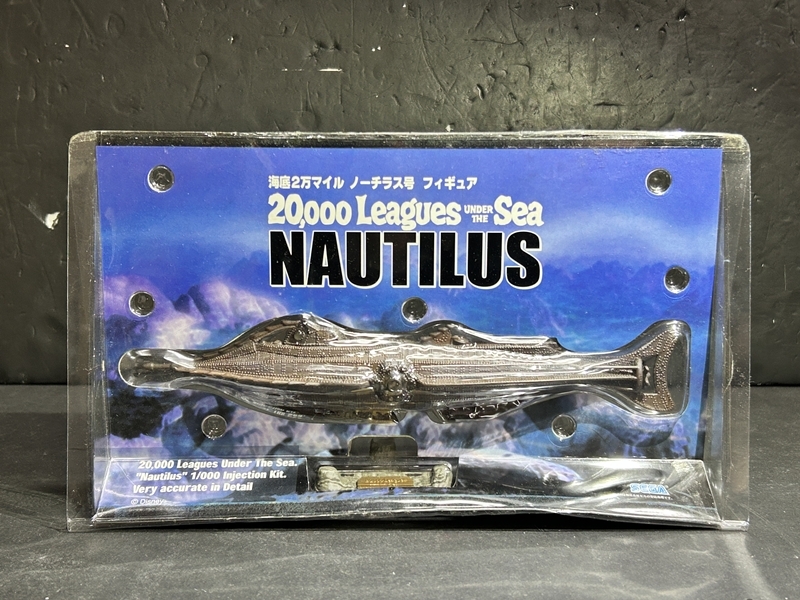 海底2万マイル ノーチラス号 フィギュア
20,000 Leagues UNDER THE Sea
NAUTILUS
20,000 Leagues Under The Sea.
"Nautilus" 1/000 Injection Kit.
Very accurate in Detail
© Disney
SEGA